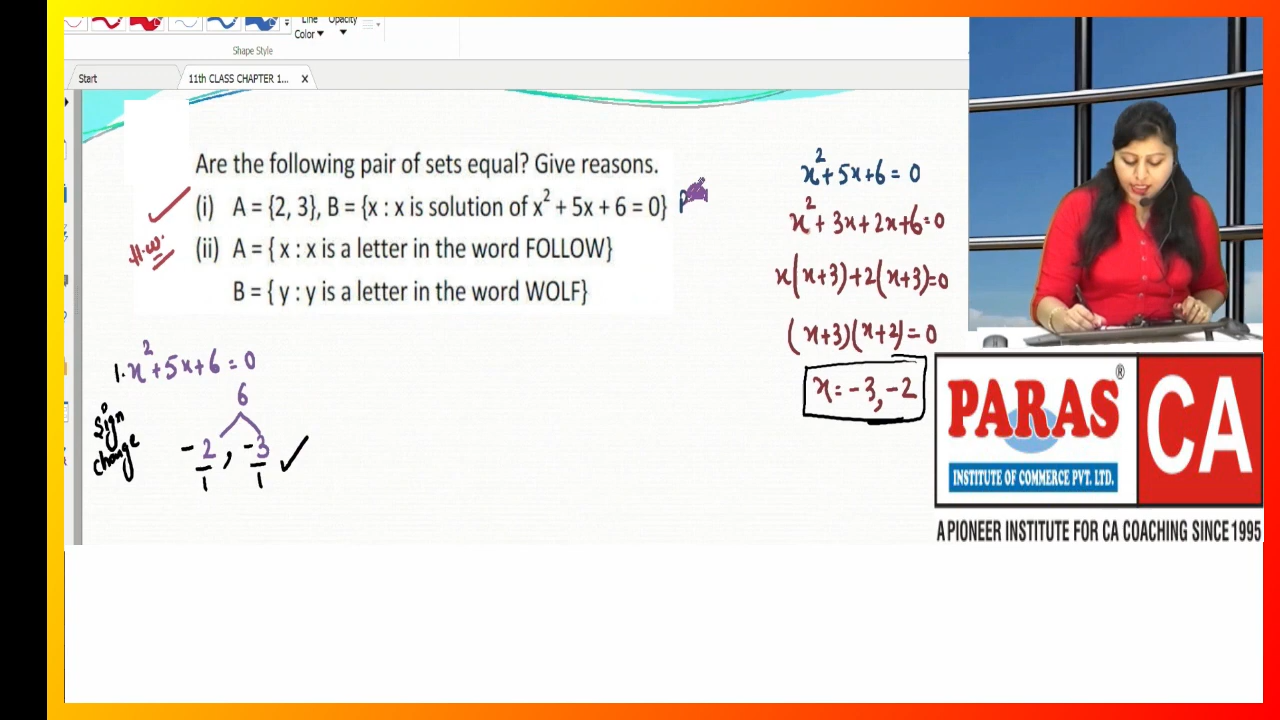 Line
Color
Opacity
Shape Style
Start
11th CLASS CHAPTER 1... X
Are the following pair of sets equal? Give reasons.
(i) A = {2, 3}, B = {x : x is solution of x² + 5x + 6 = 0}
H.W.
(ii) A = { x : x is a letter in the word FOLLOW}
B = { y : y is a letter in the word WOLF}
1. x² + 5x + 6 = 0
6
Sign
change
-2/1 , -3/1 ✓
x² + 5x + 6 = 0
x² + 3x + 2x + 6 = 0
x(x+3) + 2(x+3) = 0
(x+3)(x+2) = 0
x = -3, -2
PARAS ®
INSTITUTE OF COMMERCE PVT. LTD.
CA
A PIONEER INSTITUTE FOR CA COACHING SINCE 1995